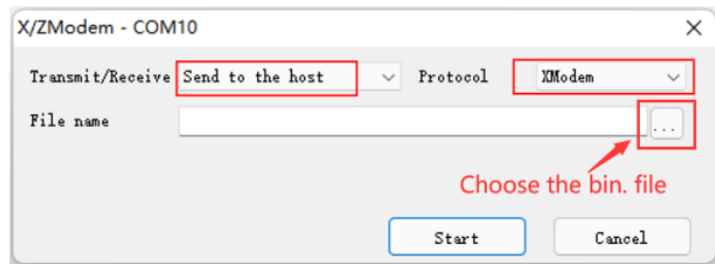 X/ZModem - COM10
Transmit/Receive Send to the host Protocol XModem
File name ...
Choose the bin. file
Start Cancel